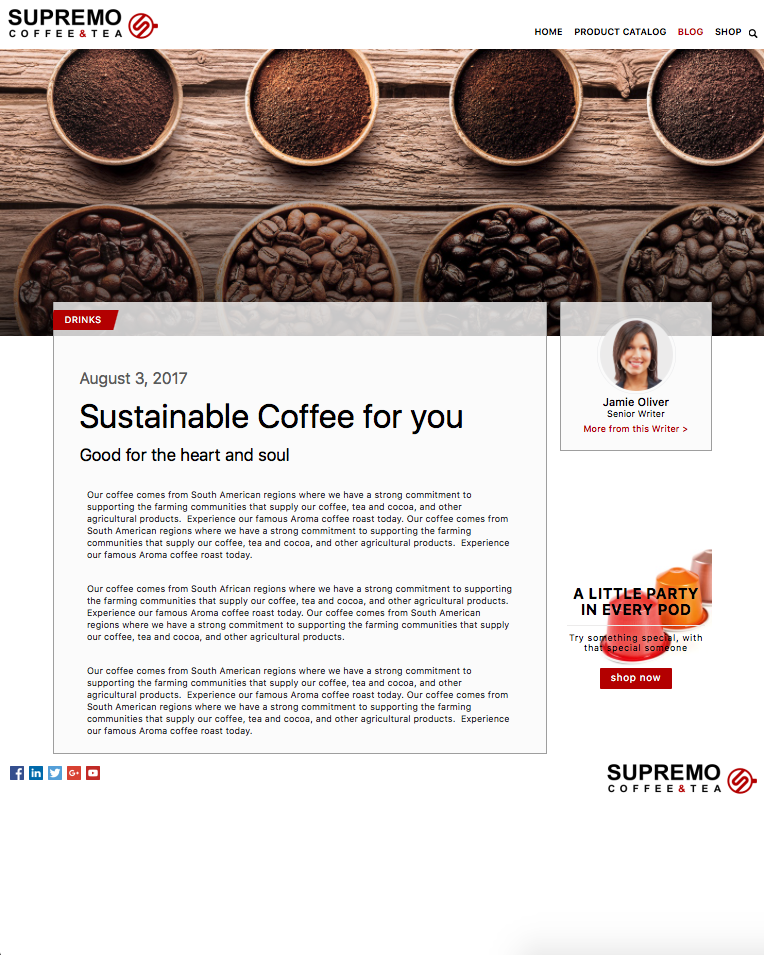 SUPREMO
COFFEE&TEA
HOME PRODUCT CATALOG BLOG SHOP
DRINKS
August 3, 2017
Sustainable Coffee for you
Good for the heart and soul
Our coffee comes from South American regions where we have a strong commitment to
supporting the farming communities that supply our coffee, tea and cocoa, and other
agricultural products.  Experience our famous Aroma coffee roast today. Our coffee comes from
South American regions where we have a strong commitment to supporting the farming
communities that supply our coffee, tea and cocoa, and other agricultural products.  Experience
our famous Aroma coffee roast today.
Our coffee comes from South African regions where we have a strong commitment to supporting
the farming communities that supply our coffee, tea and cocoa, and other agricultural products.
Experience our famous Aroma coffee roast today. Our coffee comes from South American
regions where we have a strong commitment to supporting the farming communities that supply
our coffee, tea and cocoa, and other agricultural products.
Our coffee comes from South American regions where we have a strong commitment to
supporting the farming communities that supply our coffee, tea and cocoa, and other
agricultural products.  Experience our famous Aroma coffee roast today. Our coffee comes from
South American regions where we have a strong commitment to supporting the farming
communities that supply our coffee, tea and cocoa, and other agricultural products.  Experience
our famous Aroma coffee roast today.
Jamie Oliver
Senior Writer
More from this Writer >
A LITTLE PARTY
IN EVERY POD
Try something special, with
that special someone
shop now
f in G+
SUPREMO
COFFEE&TEA